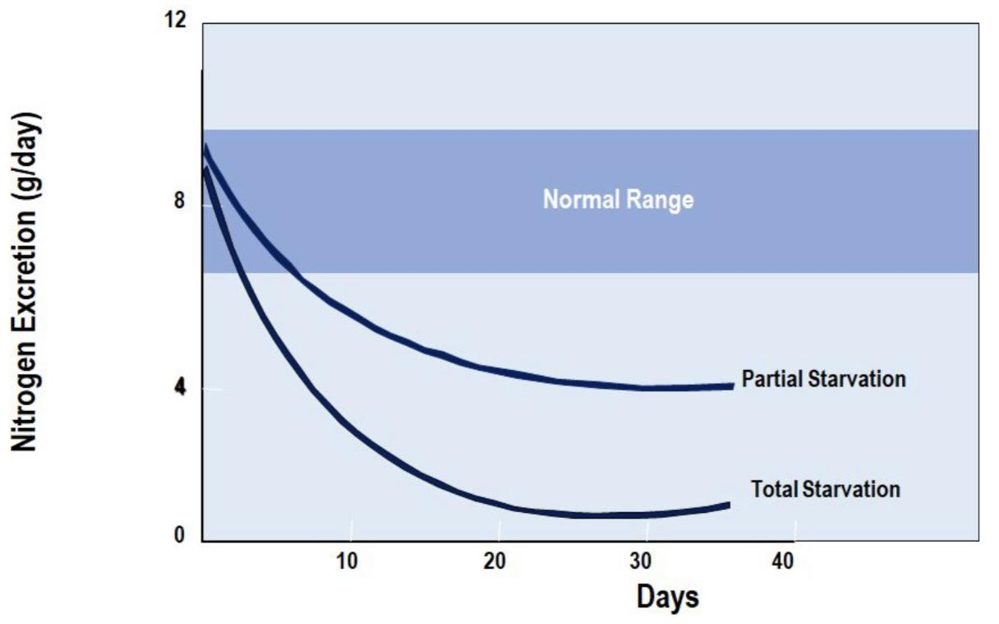 12
Nitrogen Excretion (g/day)
Normal Range
8
Partial Starvation
4
Total Starvation
0
10 20 30 40
Days